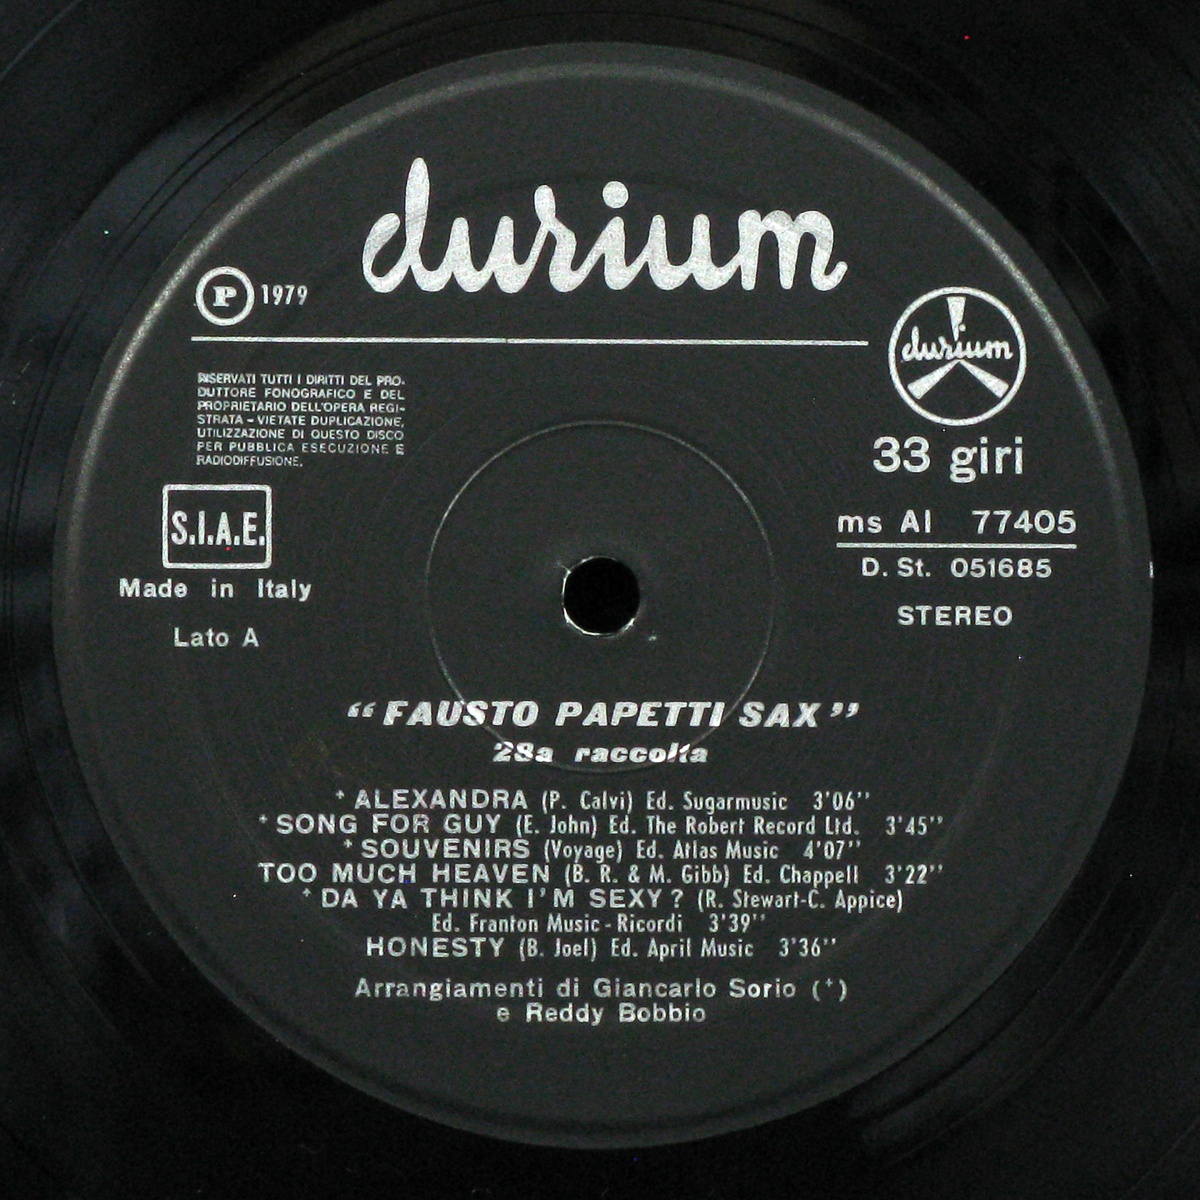 durium
P 1979
durium
RISERVATI TUTTI I DIRITTI DEL PRO-
DUTTORE FONOGRAFICO E DEL
PROPRIETARIO DELL'OPERA REGI-
STRATA - VIETATE DUPLICAZIONE,
UTILIZZAZIONE DI QUESTO DISCO
PER PUBBLICA ESECUZIONE E
RADIODIFFUSIONE.
33 giri
S.I.A.E.
ms AI 77405
D. St. 051685
Made in Italy
STEREO
Lato A
“FAUSTO PAPETTI SAX”
28a raccolta
+ ALEXANDRA (P. Calvi) Ed. Sugarmusic 3'06''
+ SONG FOR GUY (E. John) Ed. The Robert Record Ltd. 3'45''
+ SOUVENIRS (Voyage) Ed. Atlas Music 4'07''
TOO MUCH HEAVEN (B. R. & M. Gibb) Ed. Chappell 3'22''
+ DA YA THINK I'M SEXY? (R. Stewart-C. Appice)
Ed. Franton Music - Ricordi 3'39''
HONESTY (B. Joel) Ed. April Music 3'36''
Arrangiamenti di Giancarlo Sorio (+)
e Reddy Bobbio